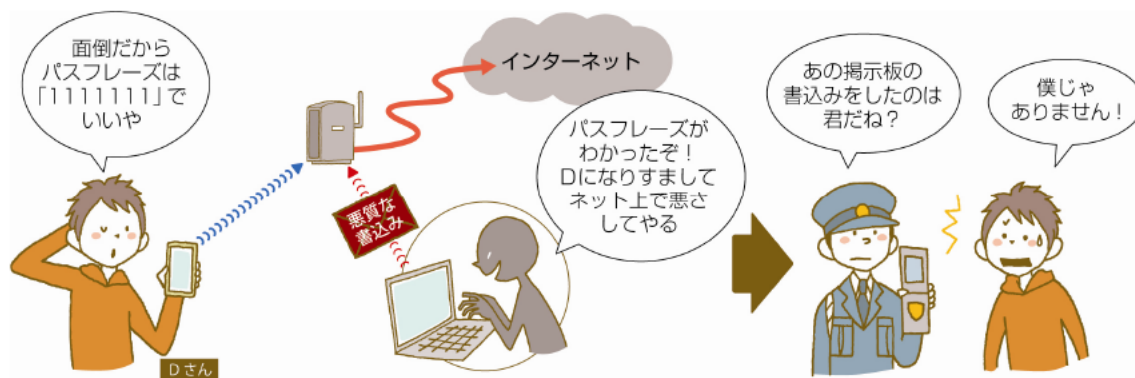 面倒だから
パスフレーズは
「1111111」で
いいや
インターネット
パスフレーズが
わかったぞ！
Dになりすまして
ネット上で悪さ
してやる
悪質な
書込み
Dさん
あの掲示板の
書込みをしたのは
君だね？
僕じゃ
ありません！